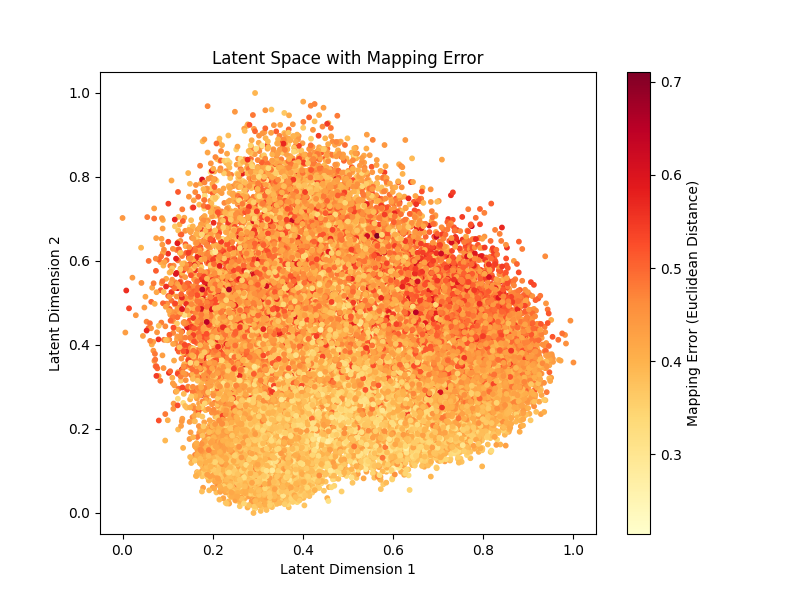 Latent Space with Mapping Error
Latent Dimension 2
1.0
0.8
0.6
0.4
0.2
0.0
0.0 0.2 0.4 0.6 0.8 1.0
Latent Dimension 1
0.7
0.6
0.5
0.4
0.3
Mapping Error (Euclidean Distance)